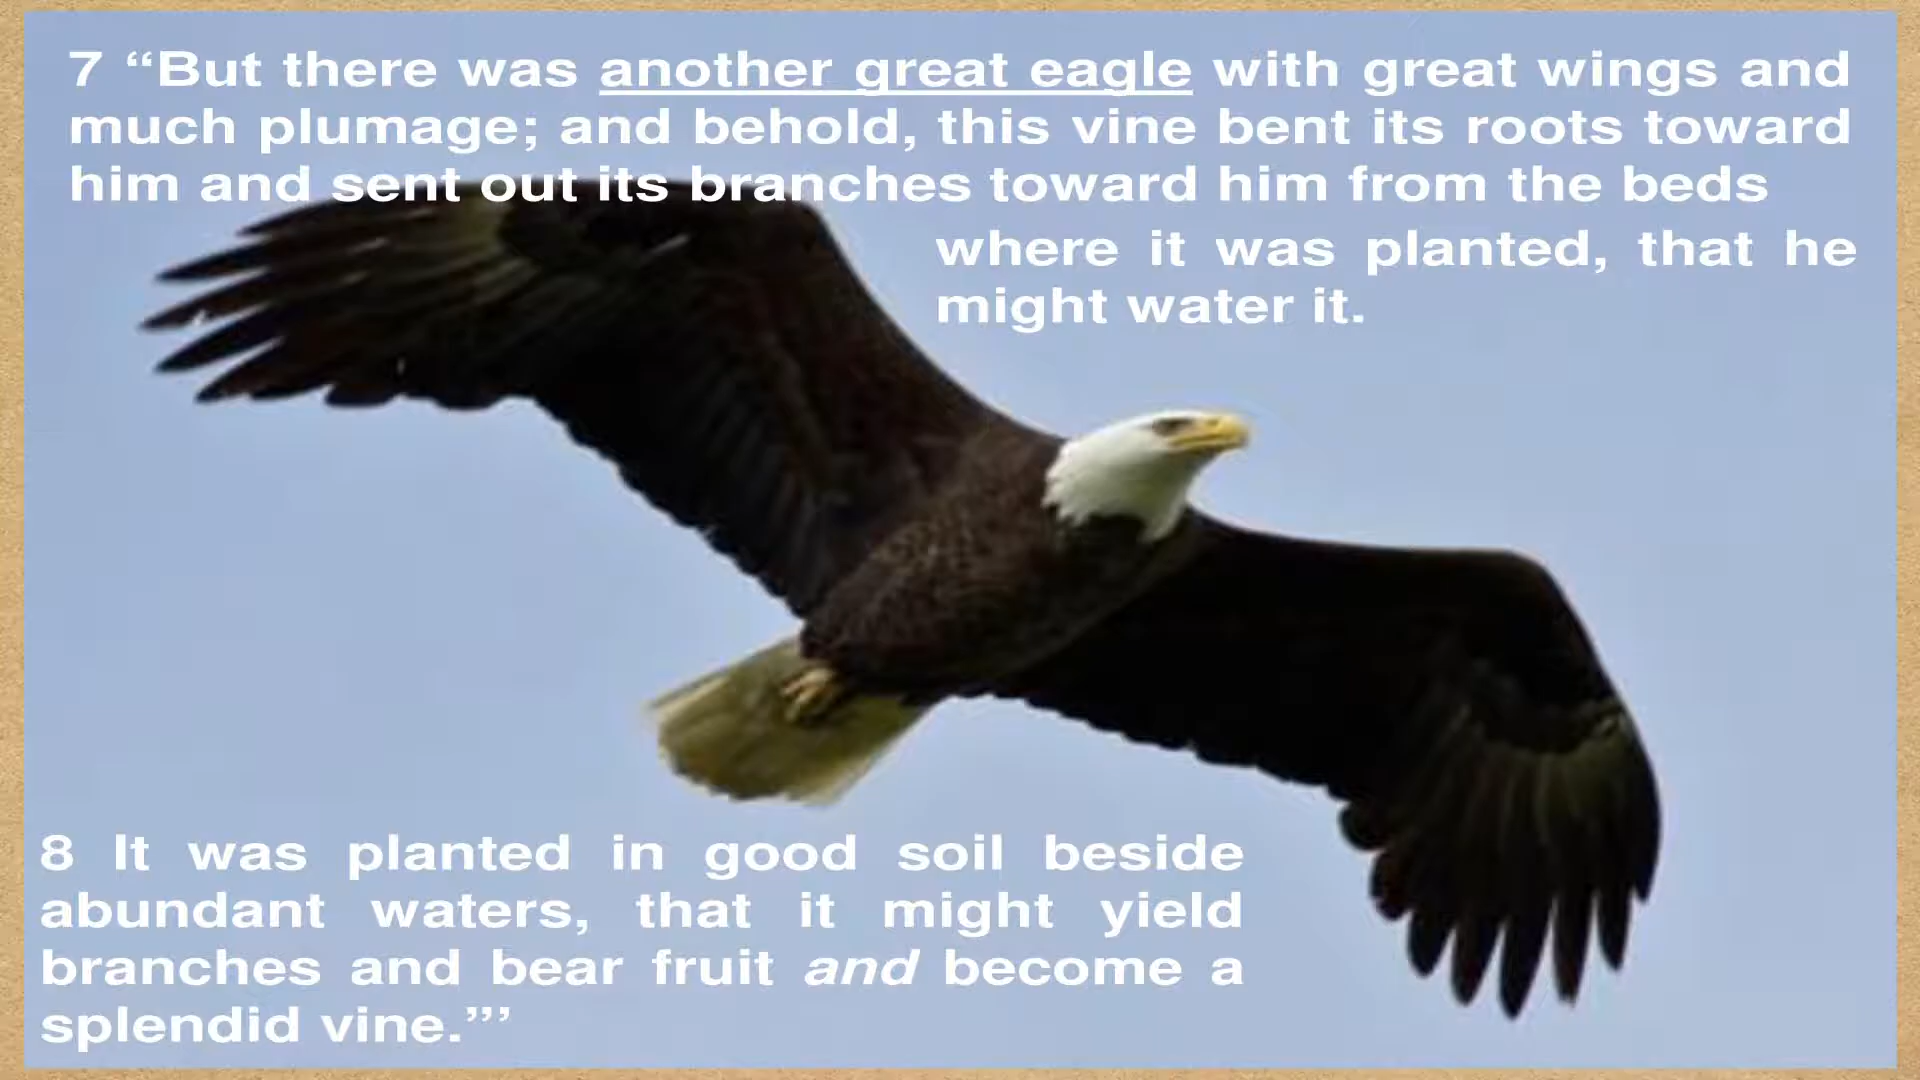 7 “But there was another great eagle with great wings and
much plumage; and behold, this vine bent its roots toward
him and sent out its branches toward him from the beds
where it was planted, that he
might water it.
8 It was planted in good soil beside
abundant waters, that it might yield
branches and bear fruit and become a
splendid vine.”’”